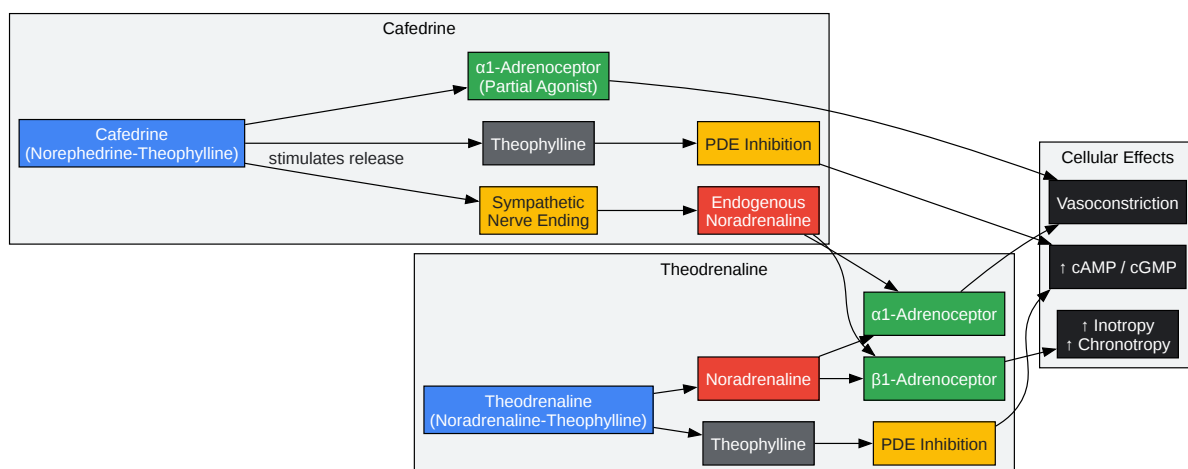 Cafedrine
α1-Adrenoceptor
(Partial Agonist)
Cafedrine
(Norephedrine-Theophylline)
stimulates release
Theophylline
PDE Inhibition
Sympathetic
Nerve Ending
Endogenous
Noradrenaline
Theodrenaline
Theodrenaline
(Noradrenaline-Theophylline)
Noradrenaline
Theophylline
α1-Adrenoceptor
β1-Adrenoceptor
PDE Inhibition
Cellular Effects
Vasoconstriction
↑ cAMP / cGMP
↑ Inotropy
↑ Chronotropy